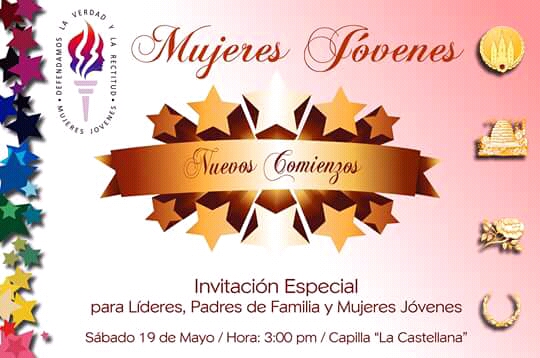 DEFENDAMOS LA VERDAD Y LA RECTITUD
• MUJERES JOVENES •
Mujeres Jóvenes
Nuevos Comienzos
Invitación Especial
para Líderes, Padres de Familia y Mujeres Jóvenes
Sábado 19 de Mayo / Hora: 3:00 pm / Capilla “La Castellana”